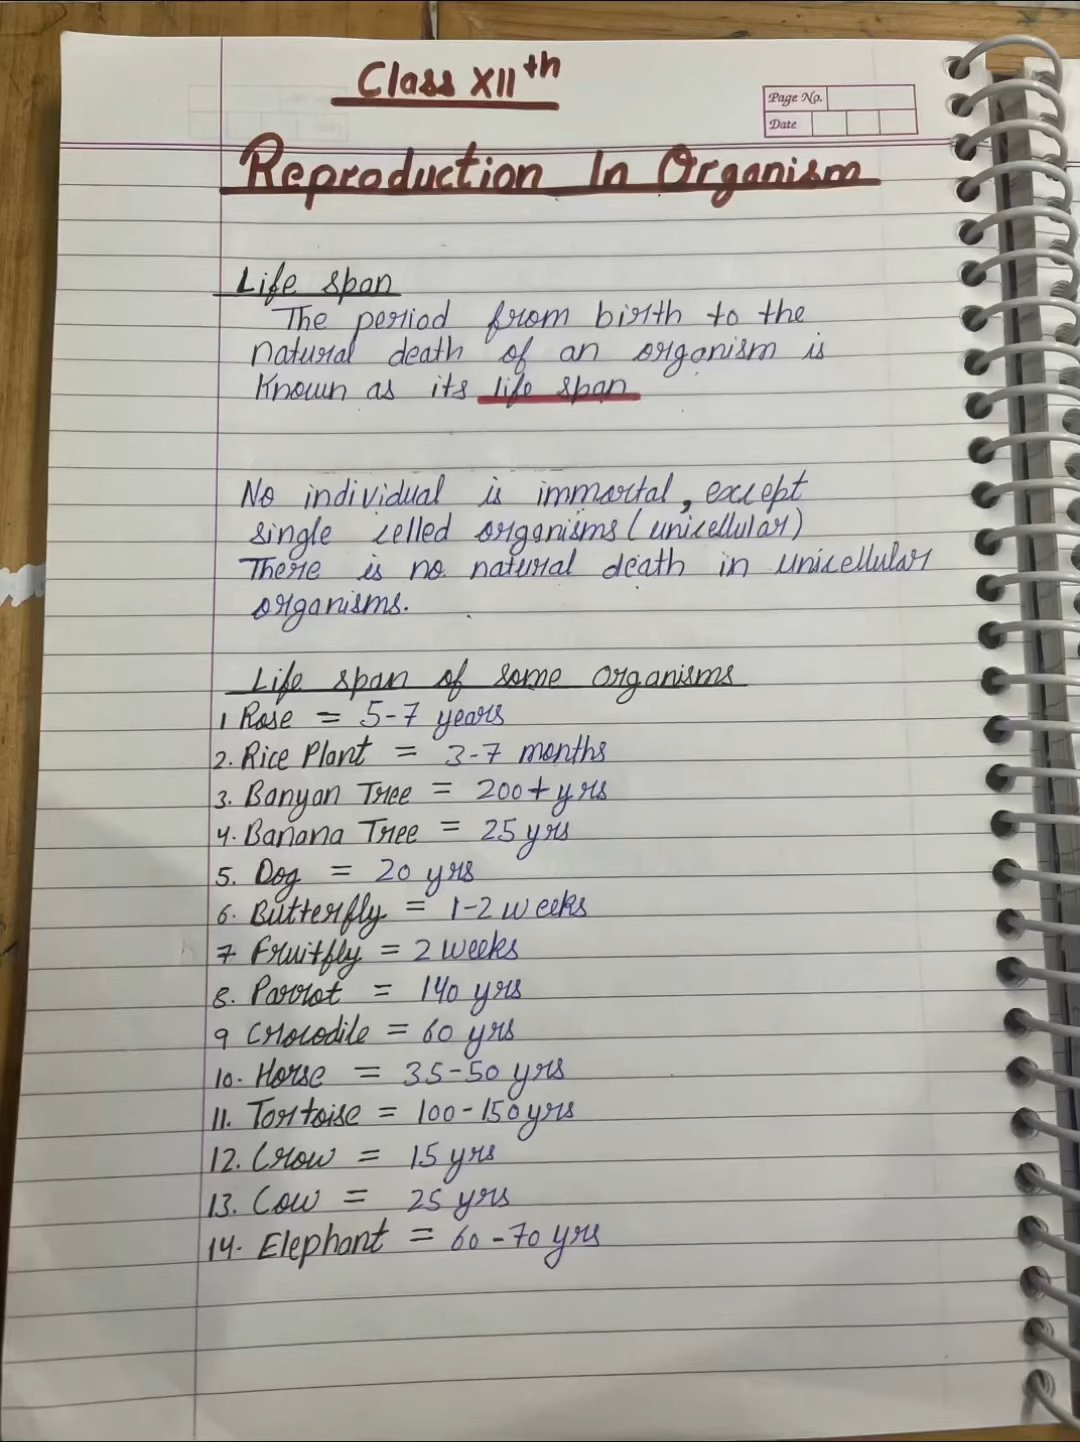 Class XIIth
Page No.
Date
Reproduction In Organism
Life span
The period from birth to the
natural death of an organism is
Known as its life span
No individual is immortal, except
single celled organisms (unicellular)
There is no natural death in unicellular
organisms.
Life span of some organisms
1 Rose = 5-7 years
2. Rice Plant = 3-7 months
3. Banyan Tree = 200+ yrs
4. Banana Tree = 25 yrs
5. Dog = 20 yrs
6. Butterfly = 1-2 weeks
7 Fruitfly = 2 weeks
8. Parrot = 140 yrs
9 Crocodile = 60 yrs
10. Horse = 35-50 yrs
11. Tortoise = 100-150 yrs
12. Crow = 15 yrs
13. Cow = 25 yrs
14. Elephant = 60-70 yrs